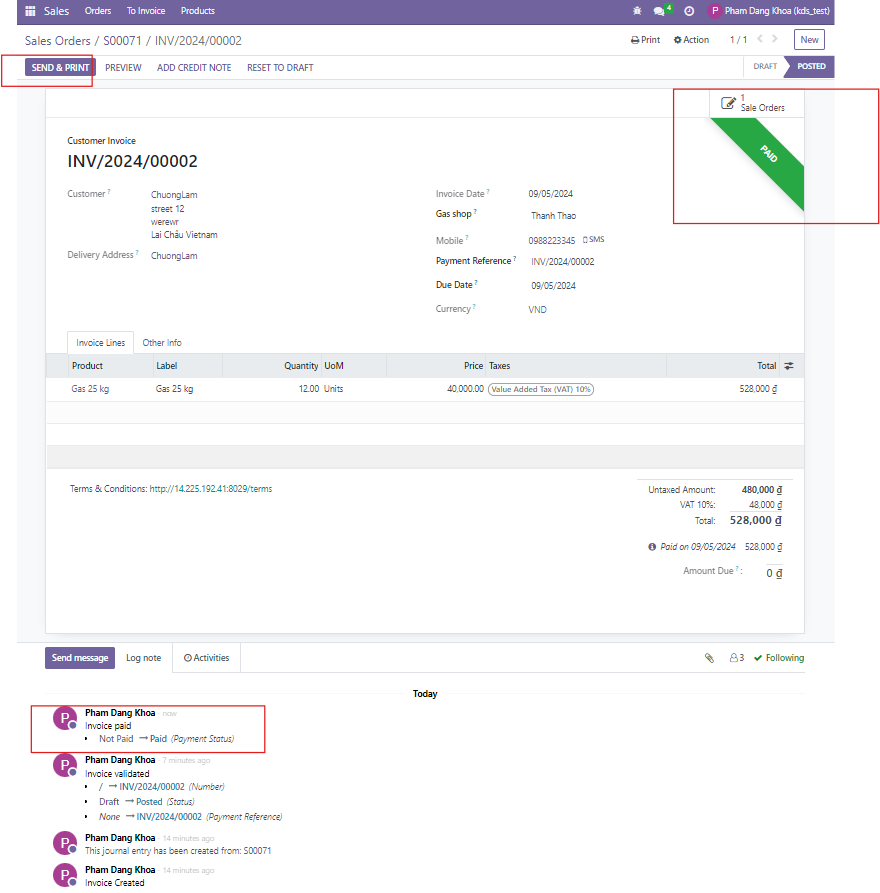 Sales Orders To Invoice Products 4 P Pham Dang Khoa (kds_test)
Sales Orders / S00071 / INV/2024/00002 Print Action 1 / 1 New
SEND & PRINT PREVIEW ADD CREDIT NOTE RESET TO DRAFT DRAFT POSTED
1
Sale Orders
PAID
Customer Invoice
INV/2024/00002
Customer ? ChuongLam
street 12
werewr
Lai Châu Vietnam
Delivery Address ? ChuongLam
Invoice Date ? 09/05/2024
Gas shop ? Thanh Thao
Mobile ? 0988223345 SMS
Payment Reference ? INV/2024/00002
Due Date ? 09/05/2024
Currency ? VND
Invoice Lines Other Info
Product Label Quantity UoM Price Taxes Total
Gas 25 kg Gas 25 kg 12.00 Units 40,000.00 Value Added Tax (VAT) 10% 528,000 ₫
Terms & Conditions: http://14.225.192.41:8029/terms
Untaxed Amount: 480,000 ₫
VAT 10%: 48,000 ₫
Total: 528,000 ₫
Paid on 09/05/2024 528,000 ₫
Amount Due ? : 0 ₫
Send message Log note Activities 3 Following
Today
P Pham Dang Khoa - now
Invoice paid
• Not Paid → Paid (Payment Status)
P Pham Dang Khoa - 7 minutes ago
Invoice validated
• / → INV/2024/00002 (Number)
• Draft → Posted (Status)
• None → INV/2024/00002 (Payment Reference)
P Pham Dang Khoa - 14 minutes ago
This journal entry has been created from: S00071
P Pham Dang Khoa - 14 minutes ago
Invoice Created